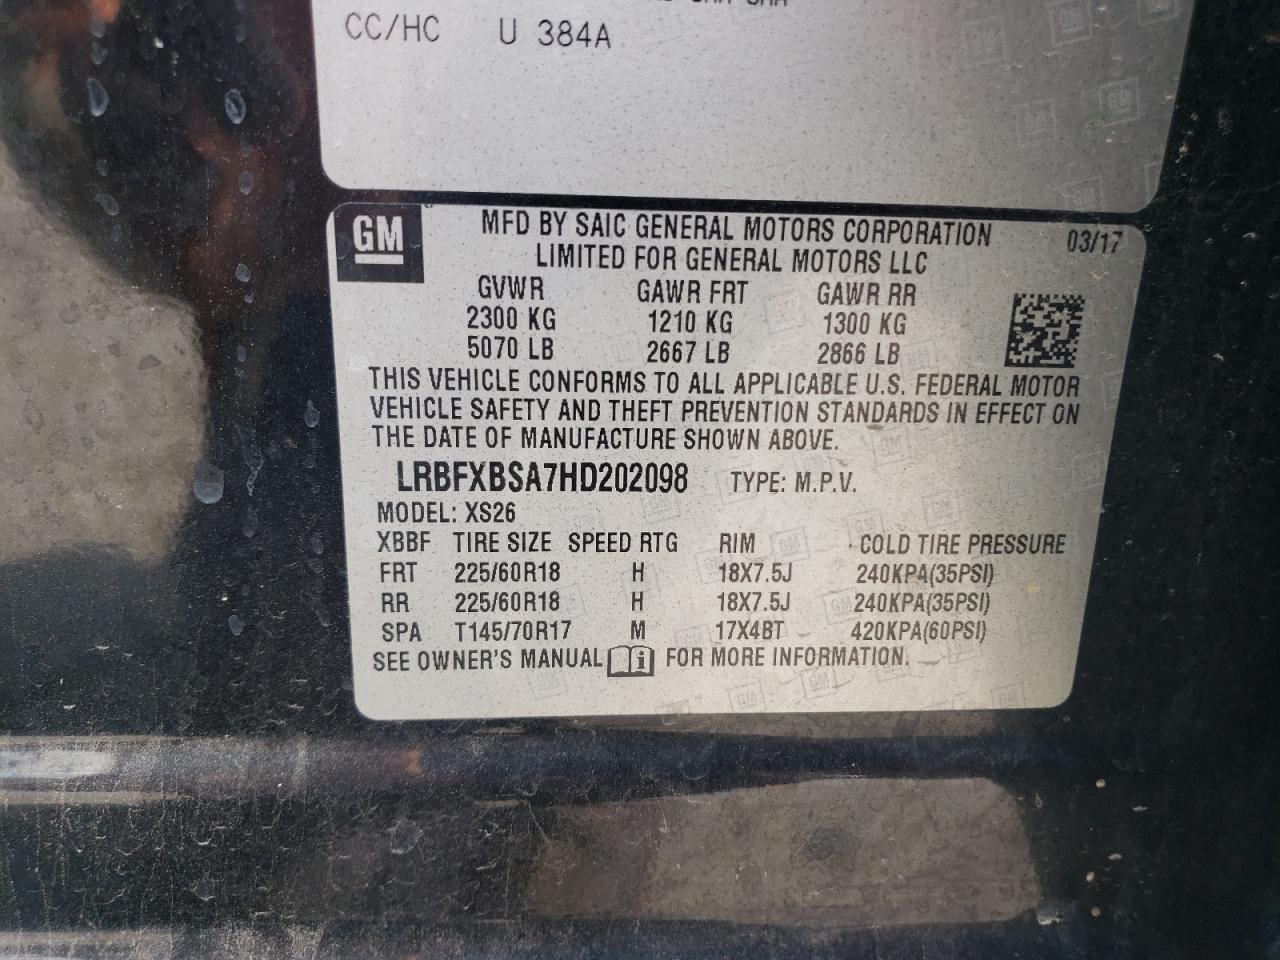 CC/HC U 384A
GM
MFD BY SAIC GENERAL MOTORS CORPORATION 03/17
LIMITED FOR GENERAL MOTORS LLC
GVWR GAWR FRT GAWR RR
2300 KG 1210 KG 1300 KG
5070 LB 2667 LB 2866 LB
THIS VEHICLE CONFORMS TO ALL APPLICABLE U.S. FEDERAL MOTOR
VEHICLE SAFETY AND THEFT PREVENTION STANDARDS IN EFFECT ON
THE DATE OF MANUFACTURE SHOWN ABOVE.
LRBFXBSA7HD202098 TYPE: M.P.V.
MODEL: XS26
XBBF TIRE SIZE SPEED RTG RIM COLD TIRE PRESSURE
FRT 225/60R18 H 18X7.5J 240KPA(35PSI)
RR 225/60R18 H 18X7.5J 240KPA(35PSI)
SPA T145/70R17 M 17X4BT 420KPA(60PSI)
SEE OWNER'S MANUAL i FOR MORE INFORMATION.